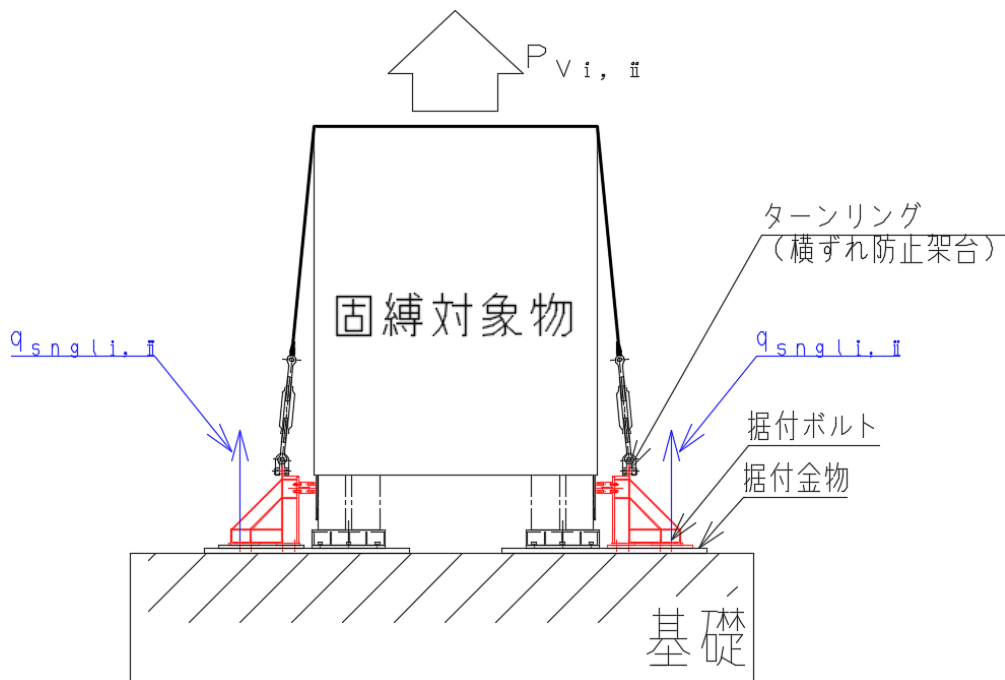 PVi, ⅱ
ターンリング
（横ずれ防止架台）
固縛対象物
qsngli, ⅱ
qsngli, ⅱ
据付ボルト
据付金物
基礎